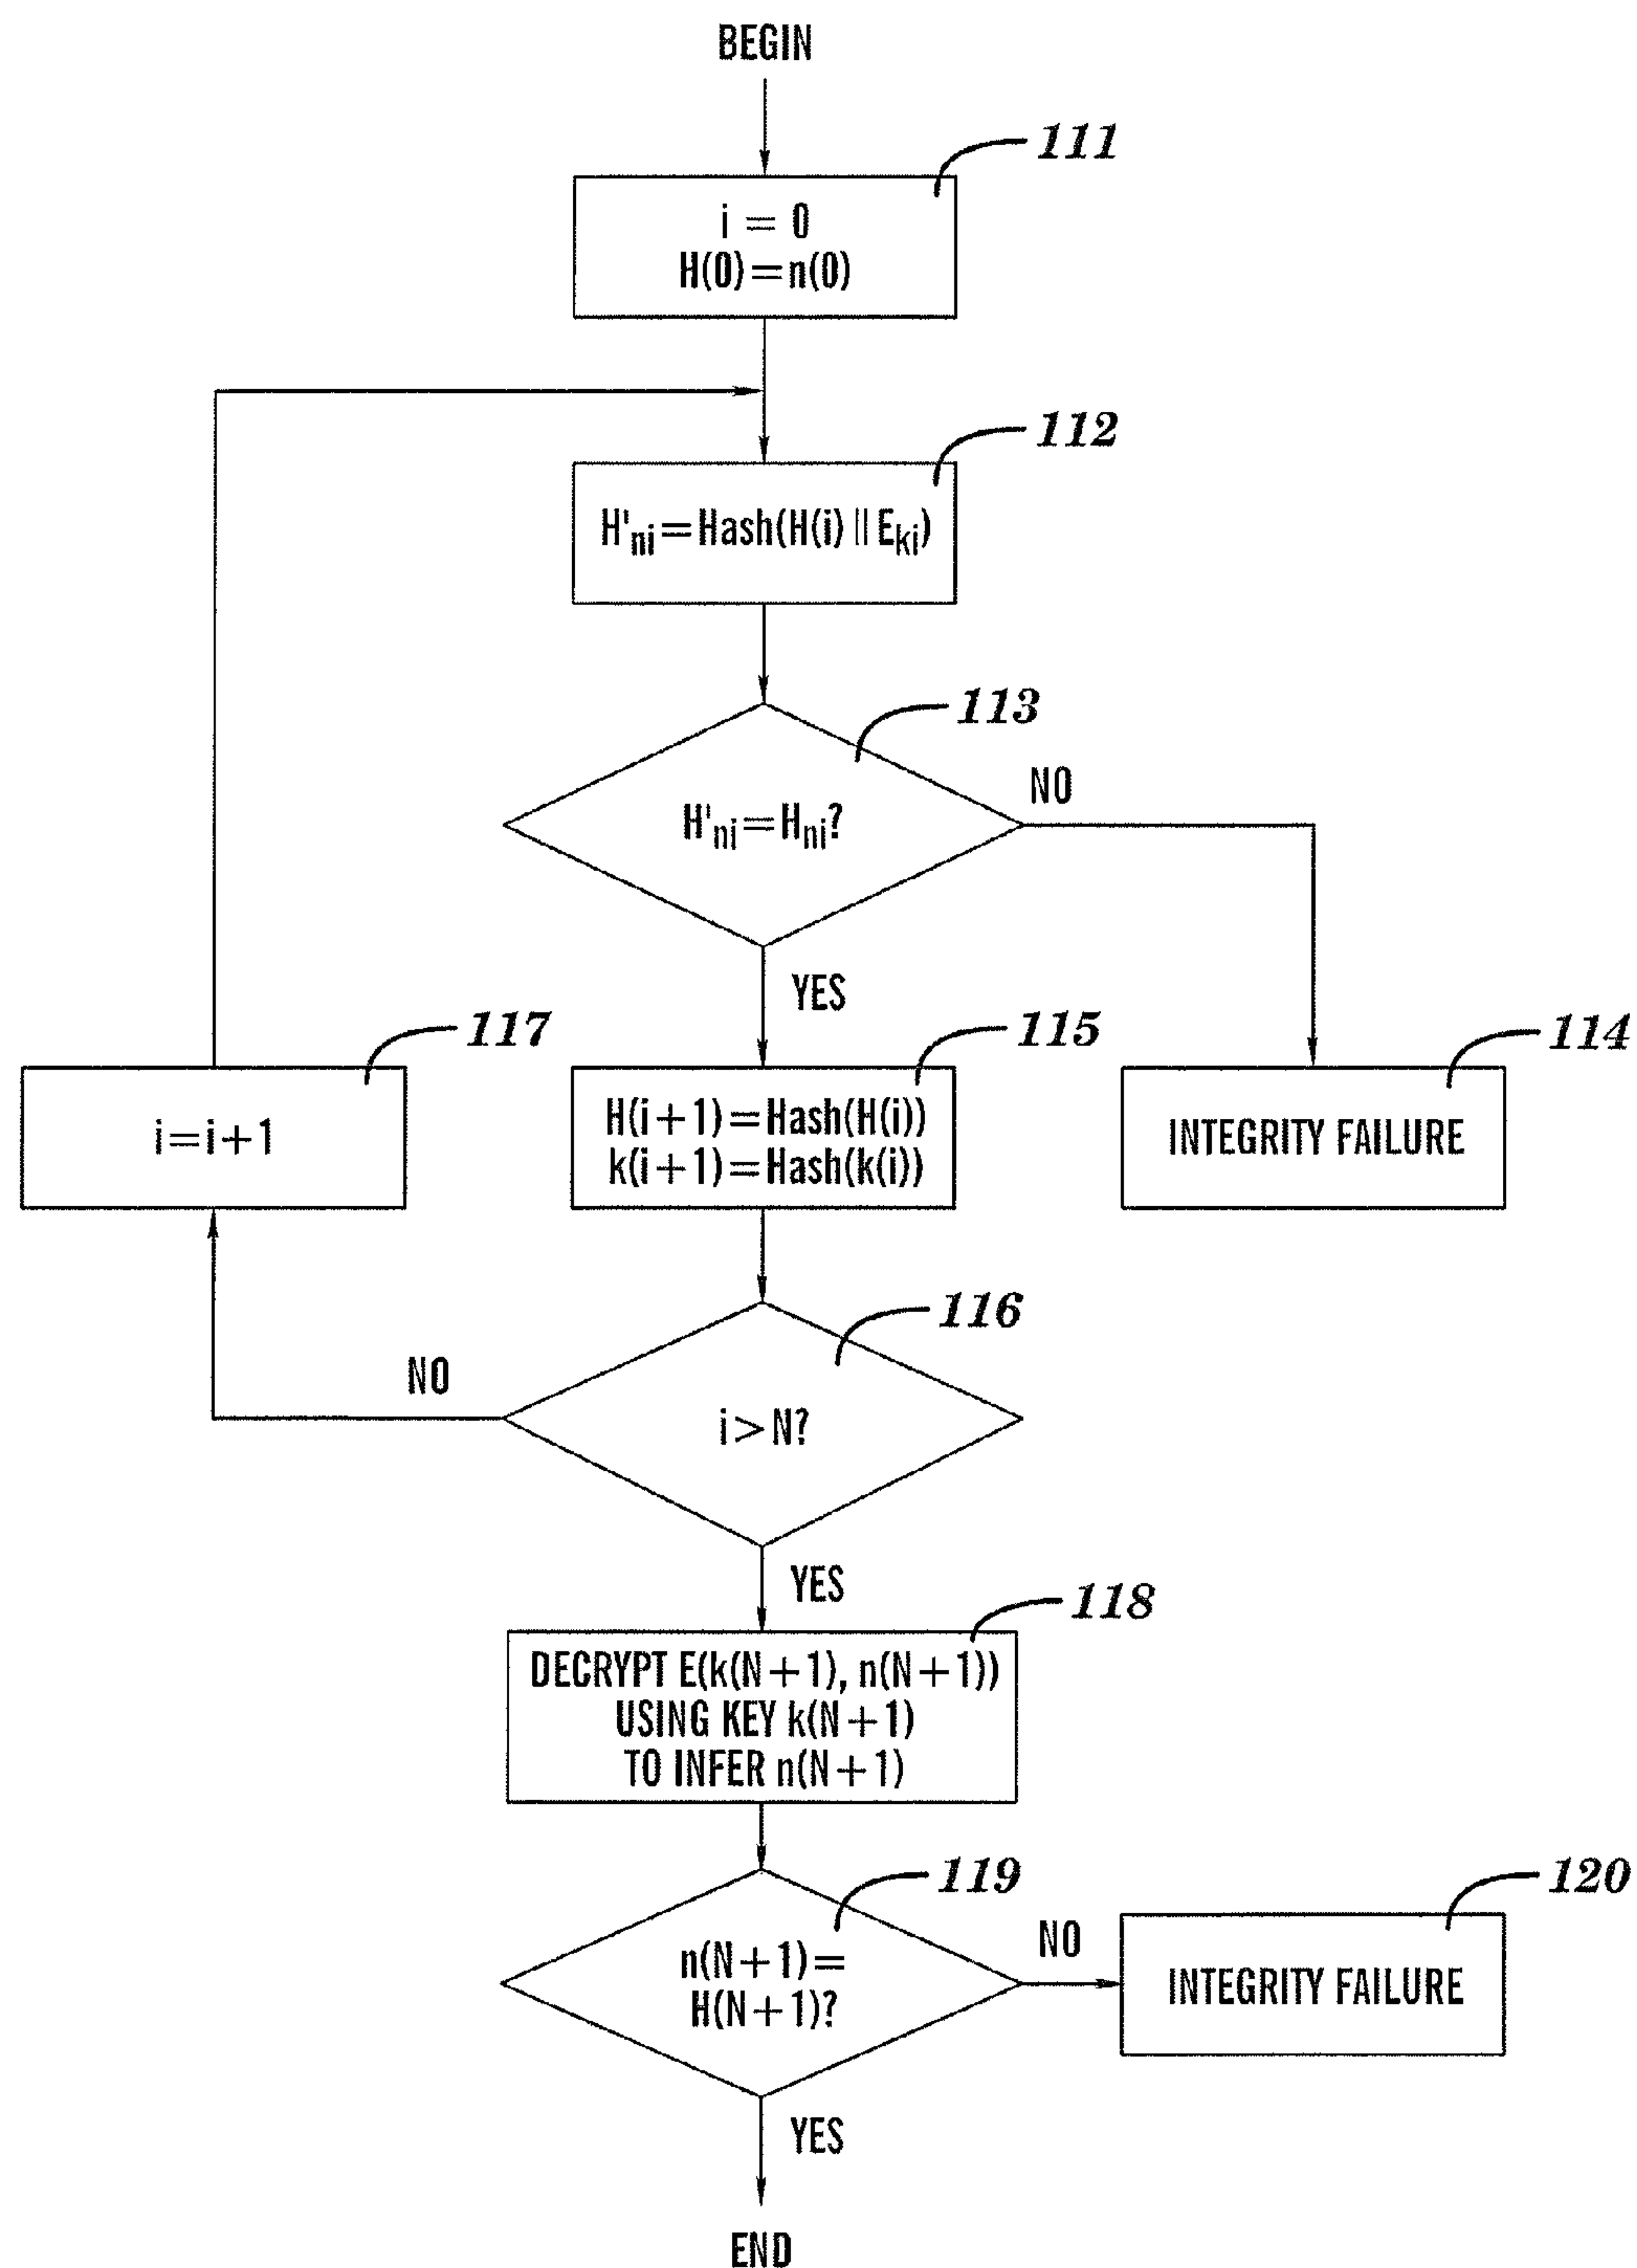 BEGIN
111
i = 0
H(0)=n(0)
112
H'ni=Hash(H(i) || Eki)
113
H'ni=Hni?
NO
YES
117
115
114
i=i+1
H(i+1)=Hash(H(i))
k(i+1)=Hash(k(i))
INTEGRITY FAILURE
116
NO
i>N?
YES
118
DECRYPT E(k(N+1), n(N+1))
USING KEY k(N+1)
TO INFER n(N+1)
119
120
n(N+1)=
H(N+1)?
NO
INTEGRITY FAILURE
YES
END